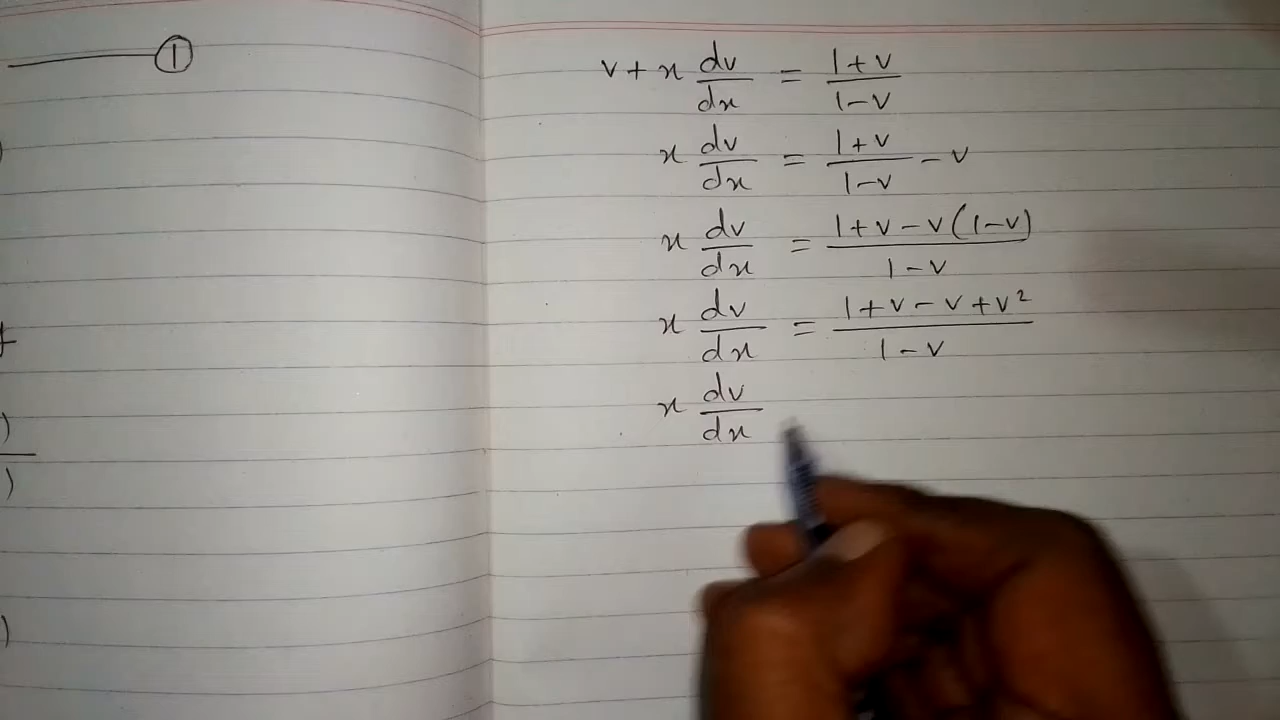 ①
v + x dv/dx = 1+v/1-v
x dv/dx = 1+v/1-v - v
x dv/dx = 1+v-v(1-v)/1-v
x dv/dx = 1+v-v+v²/1-v
x dv/dx
)
)
)
)